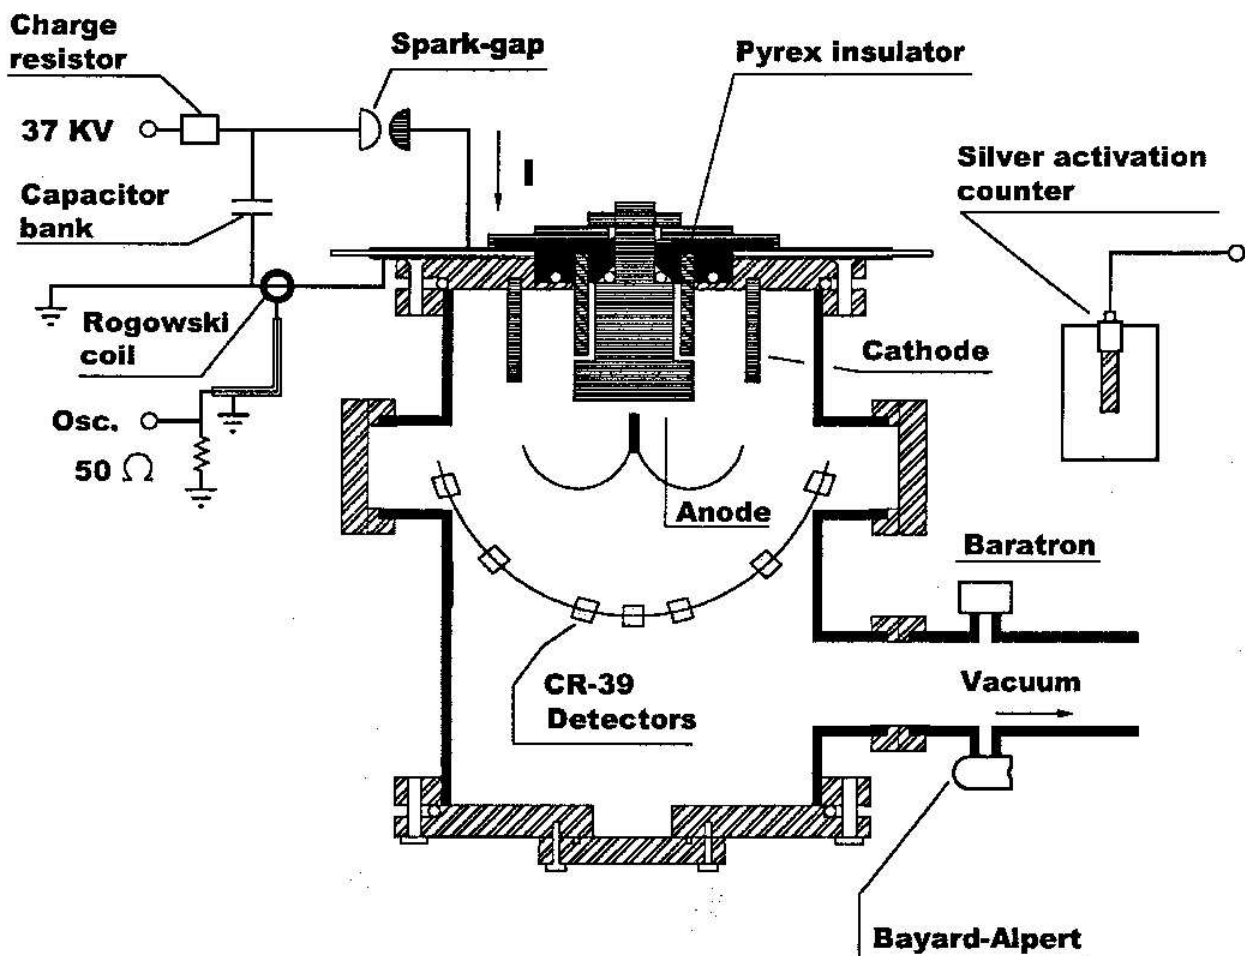 Charge
resistor
Spark-gap
Pyrex insulator
37 KV
I
Silver activation
counter
Capacitor
bank
Rogowski
coil
Cathode
Osc.
50 Ω
Anode
Baratron
CR-39
Detectors
Vacuum
Bayard-Alpert